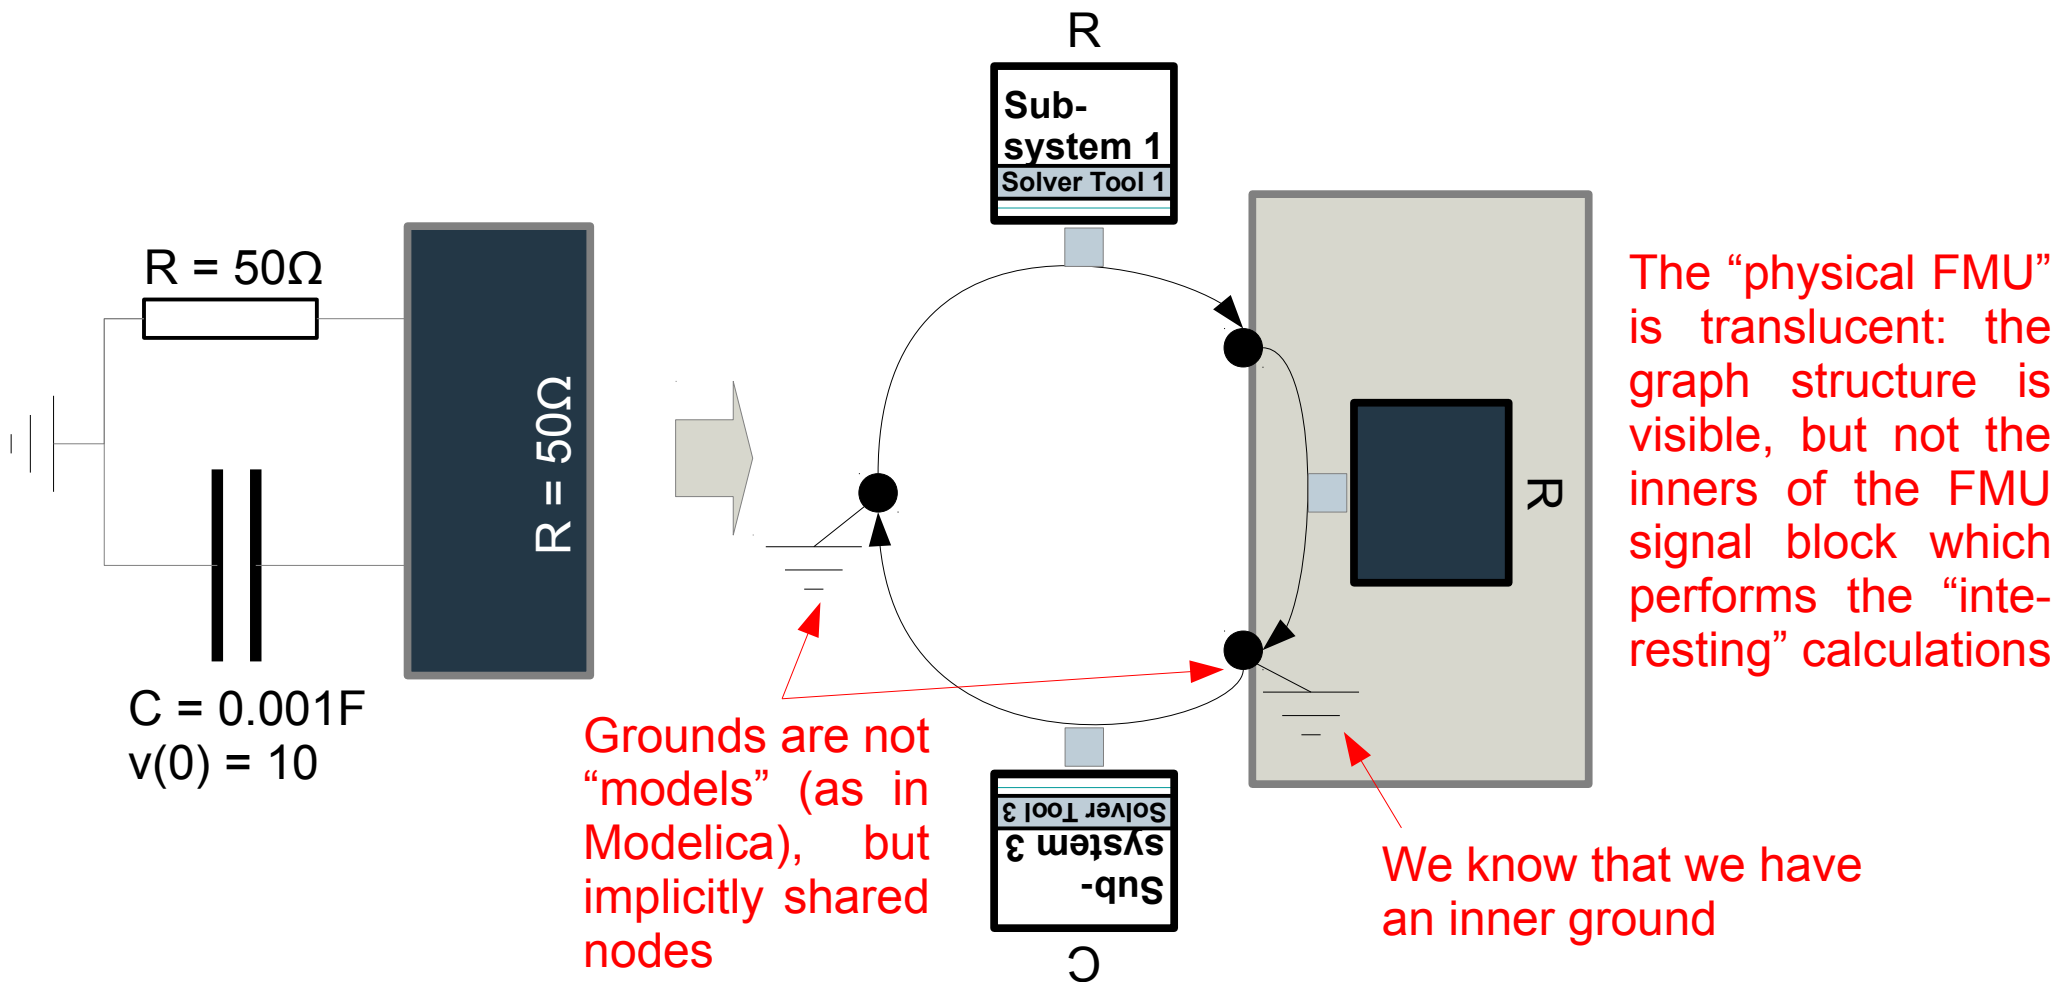 R = 50Ω
C = 0.001F
v(0) = 10
R = 50Ω
R
Sub-
system 1
Solver Tool 1
R
Solver Tool 3
system 3
Sub-
C
Grounds are not
“models” (as in
Modelica), but
implicitly shared
nodes
The “physical FMU”
is translucent: the
graph structure is
visible, but not the
inners of the FMU
signal block which
performs the “inte-
resting” calculations
We know that we have
an inner ground